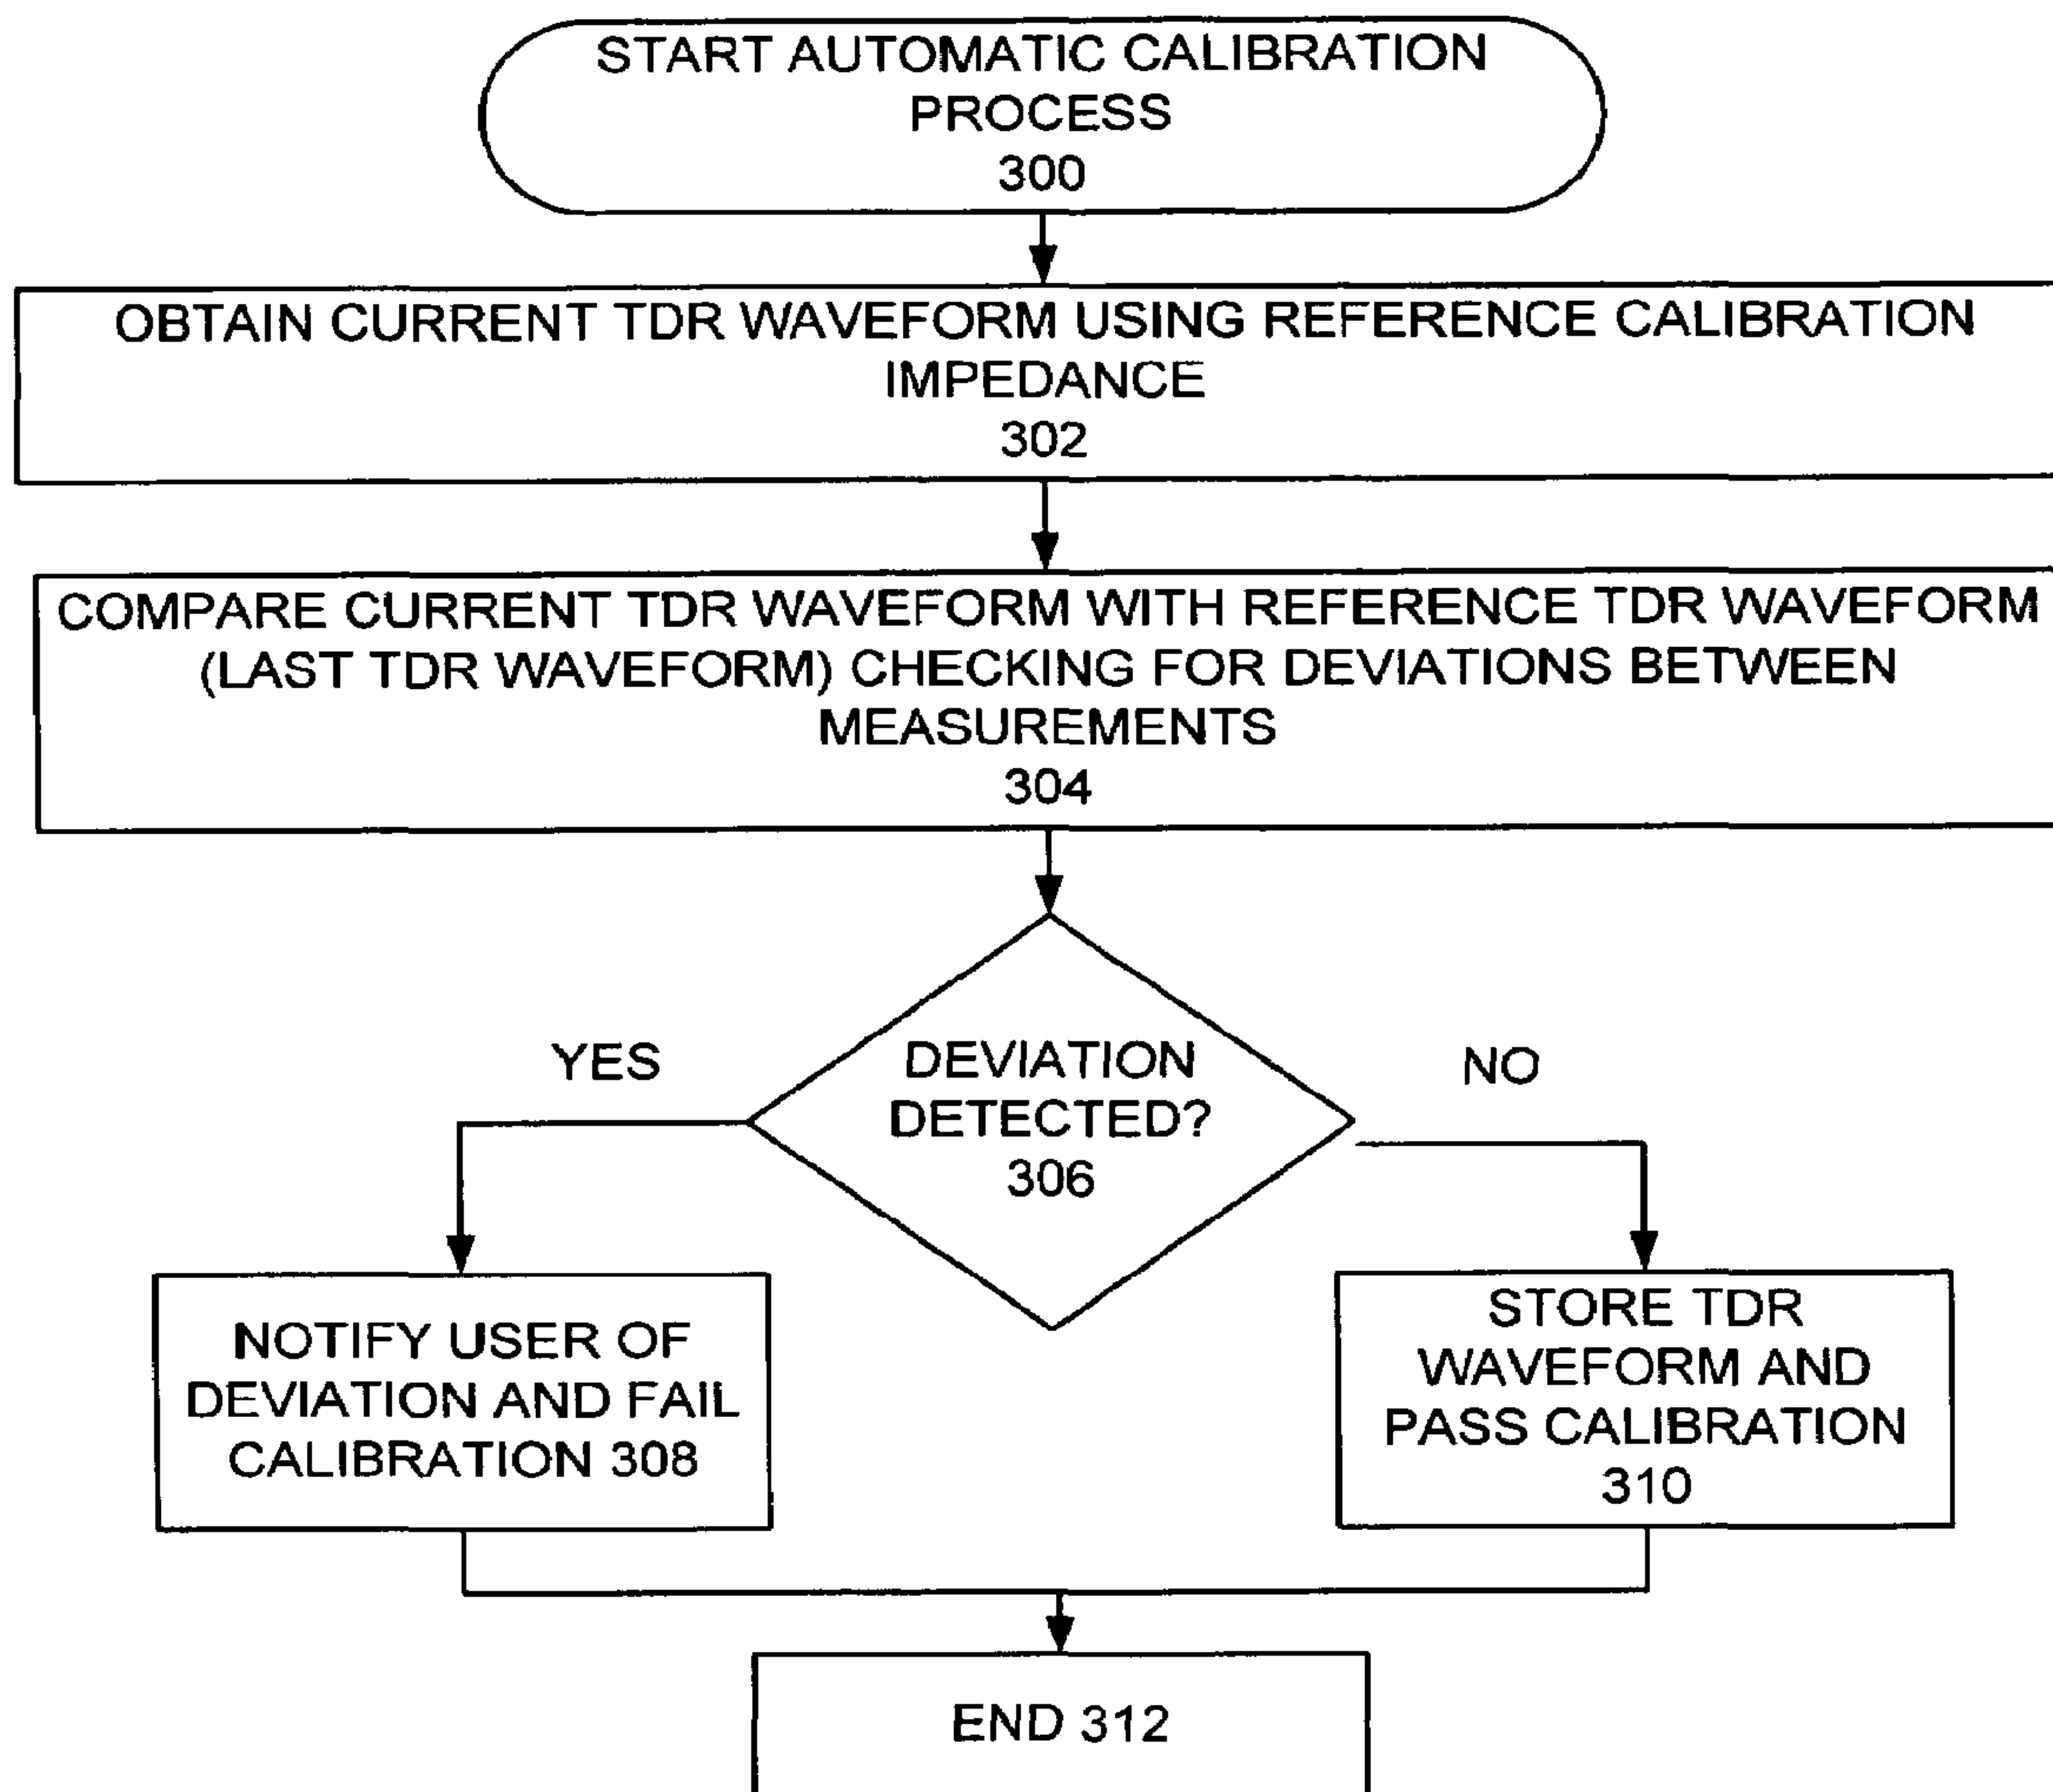 START AUTOMATIC CALIBRATION
PROCESS
300
OBTAIN CURRENT TDR WAVEFORM USING REFERENCE CALIBRATION
IMPEDANCE
302
COMPARE CURRENT TDR WAVEFORM WITH REFERENCE TDR WAVEFORM
(LAST TDR WAVEFORM) CHECKING FOR DEVIATIONS BETWEEN
MEASUREMENTS
304
YES
DEVIATION
DETECTED?
306
NO
NOTIFY USER OF
DEVIATION AND FAIL
CALIBRATION 308
STORE TDR
WAVEFORM AND
PASS CALIBRATION
310
END 312